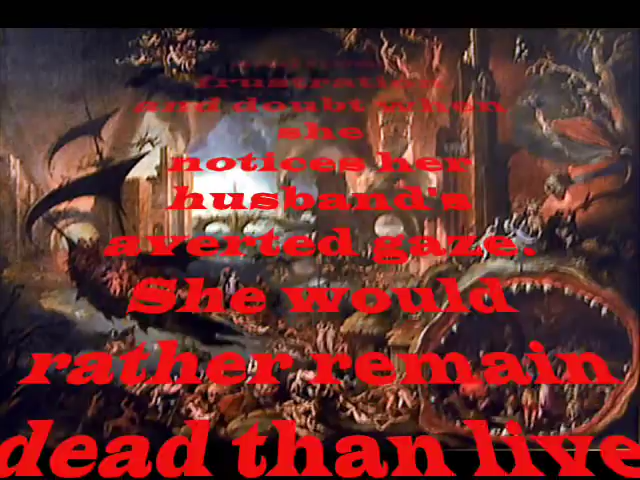 frustration
and doubt when
she
notices her
husband's
averted gaze.
She would
rather remain
dead than live